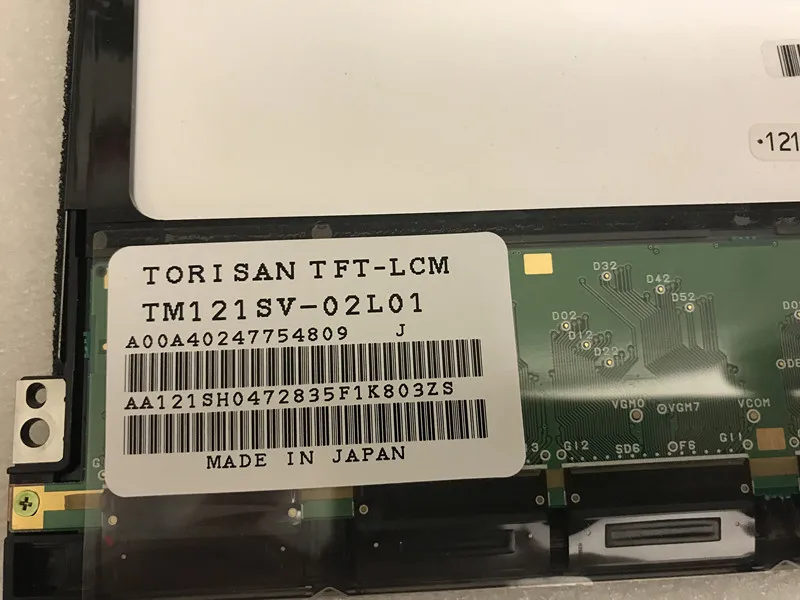 ·121
TORISAN TFT-LCM
TM121SV-02L01
A00A40247754809 J
AA121SH0472835F1K803ZS
MADE IN JAPAN
D32
D42
D52
D02
D12
D22
VGM0
VGM7
VCOM
G12
SD6
F6
G11